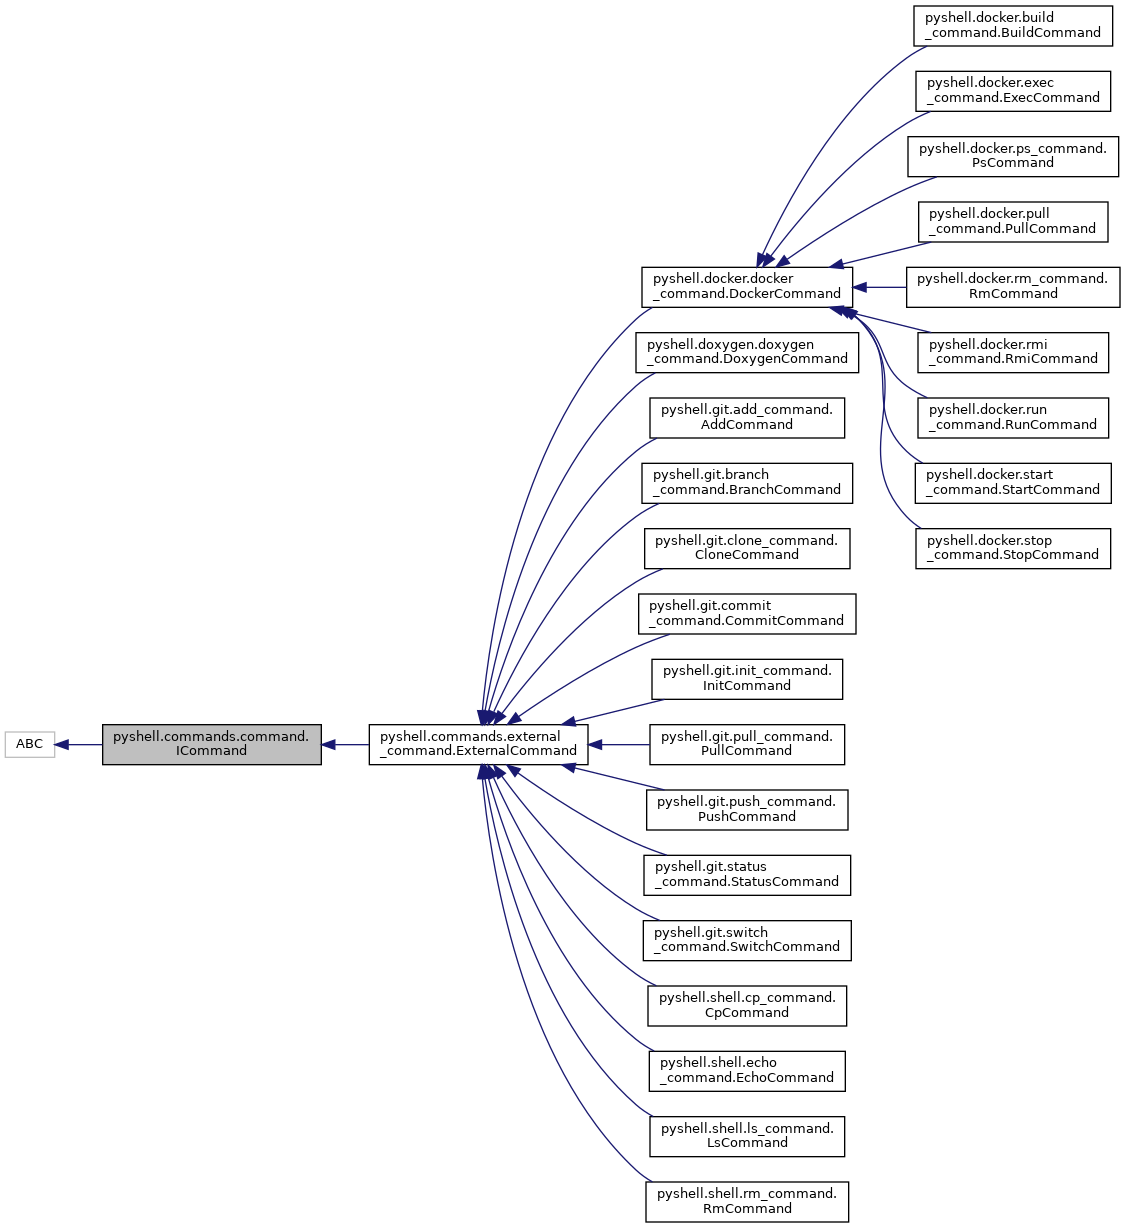 ABC
pyshell.commands.command.
ICommand
pyshell.commands.external
_command.ExternalCommand
pyshell.docker.docker
_command.DockerCommand
pyshell.doxygen.doxygen
_command.DoxygenCommand
pyshell.git.add_command.
AddCommand
pyshell.git.branch
_command.BranchCommand
pyshell.git.clone_command.
CloneCommand
pyshell.git.commit
_command.CommitCommand
pyshell.git.init_command.
InitCommand
pyshell.git.pull_command.
PullCommand
pyshell.git.push_command.
PushCommand
pyshell.git.status
_command.StatusCommand
pyshell.git.switch
_command.SwitchCommand
pyshell.shell.cp_command.
CpCommand
pyshell.shell.echo
_command.EchoCommand
pyshell.shell.ls_command.
LsCommand
pyshell.shell.rm_command.
RmCommand
pyshell.docker.build
_command.BuildCommand
pyshell.docker.exec
_command.ExecCommand
pyshell.docker.ps_command.
PsCommand
pyshell.docker.pull
_command.PullCommand
pyshell.docker.rm_command.
RmCommand
pyshell.docker.rmi
_command.RmiCommand
pyshell.docker.run
_command.RunCommand
pyshell.docker.start
_command.StartCommand
pyshell.docker.stop
_command.StopCommand